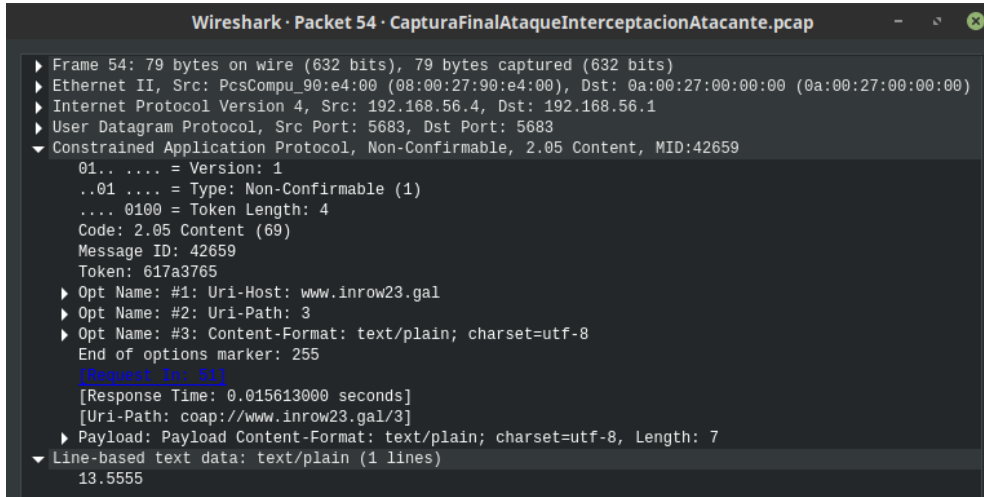 Wireshark · Packet 54 · CapturaFinalAtaqueInterceptacionAtacante.pcap
Frame 54: 79 bytes on wire (632 bits), 79 bytes captured (632 bits)
Ethernet II, Src: PcsCompu_90:e4:00 (08:00:27:90:e4:00), Dst: 0a:00:27:00:00:00 (0a:00:27:00:00:00)
Internet Protocol Version 4, Src: 192.168.56.4, Dst: 192.168.56.1
User Datagram Protocol, Src Port: 5683, Dst Port: 5683
Constrained Application Protocol, Non-Confirmable, 2.05 Content, MID:42659
01.. .... = Version: 1
..01 .... = Type: Non-Confirmable (1)
.... 0100 = Token Length: 4
Code: 2.05 Content (69)
Message ID: 42659
Token: 617a3765
Opt Name: #1: Uri-Host: www.inrow23.gal
Opt Name: #2: Uri-Path: 3
Opt Name: #3: Content-Format: text/plain; charset=utf-8
End of options marker: 255
[Request In: 51]
[Response Time: 0.015613000 seconds]
[Uri-Path: coap://www.inrow23.gal/3]
Payload: Payload Content-Format: text/plain; charset=utf-8, Length: 7
Line-based text data: text/plain (1 lines)
13.5555